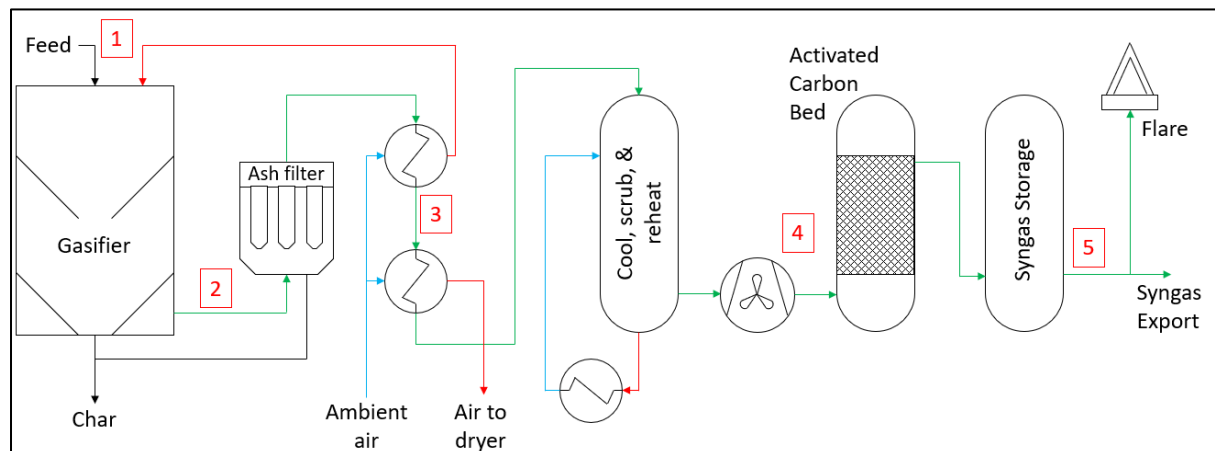 Feed
1
Gasifier
Char
2
Ash filter
3
Ambient
air
Air to
dryer
Cool, scrub, &
reheat
4
Activated
Carbon
Bed
Syngas Storage
5
Flare
Syngas
Export